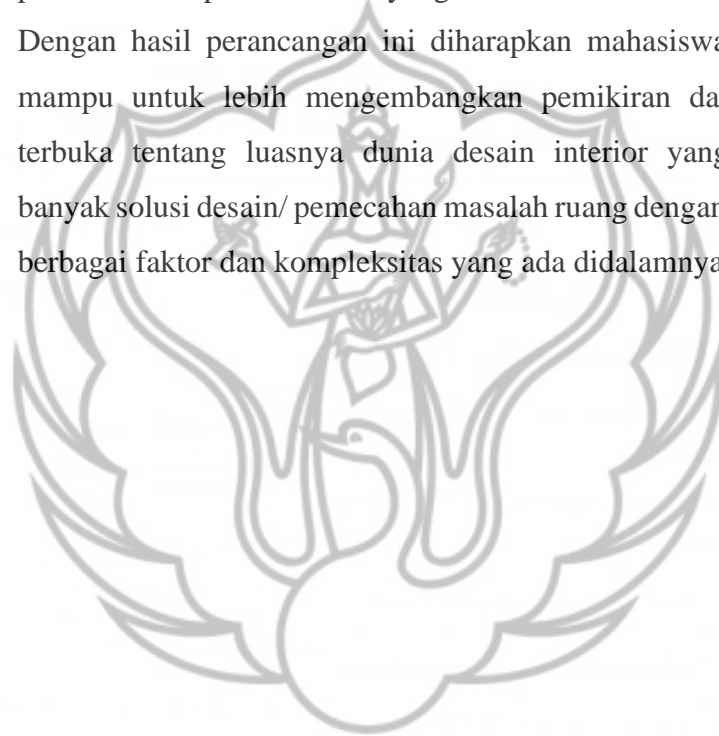 Dengan hasil perancangan ini diharapkan mahasiswa
mampu untuk lebih mengembangkan pemikiran da
terbuka tentang luasnya dunia desain interior yang
banyak solusi desain/ pemecahan masalah ruang dengan
berbagai faktor dan kompleksitas yang ada didalamnya